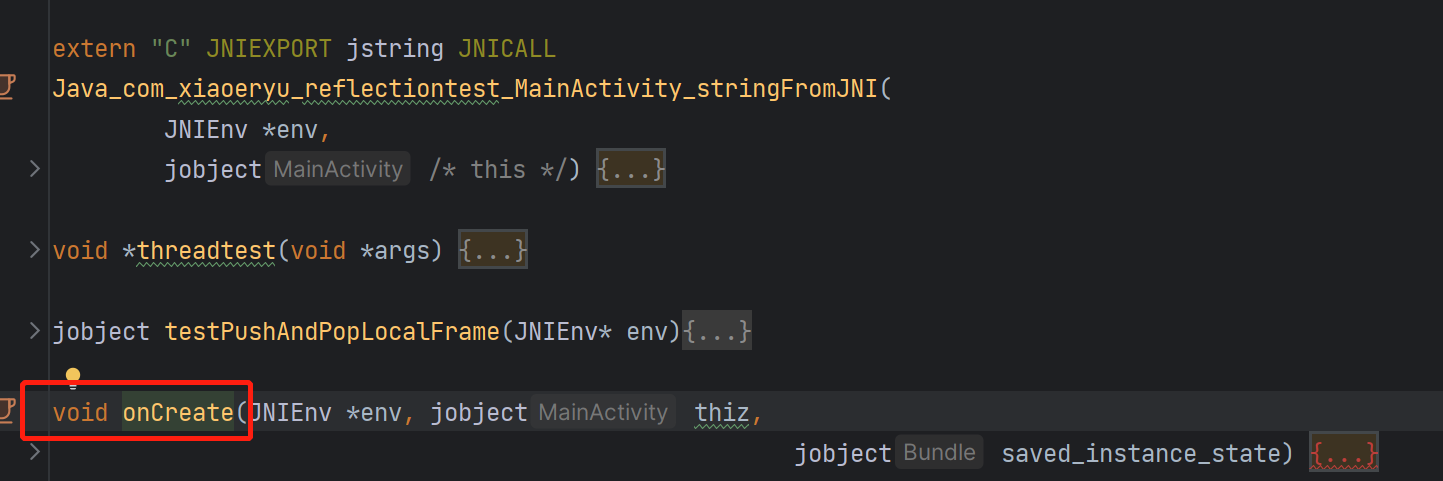 extern "C" JNIEXPORT jstring JNICALL
Java_com_xiaoeryu_reflectiontest_MainActivity_stringFromJNI(
JNIEnv *env,
jobject MainActivity /* this */) {...}
void *threadtest(void *args) {...}
jobject testPushAndPopLocalFrame(JNIEnv* env){...}
void onCreate(JNIEnv *env, jobject MainActivity thiz,
jobject Bundle saved_instance_state) {...}